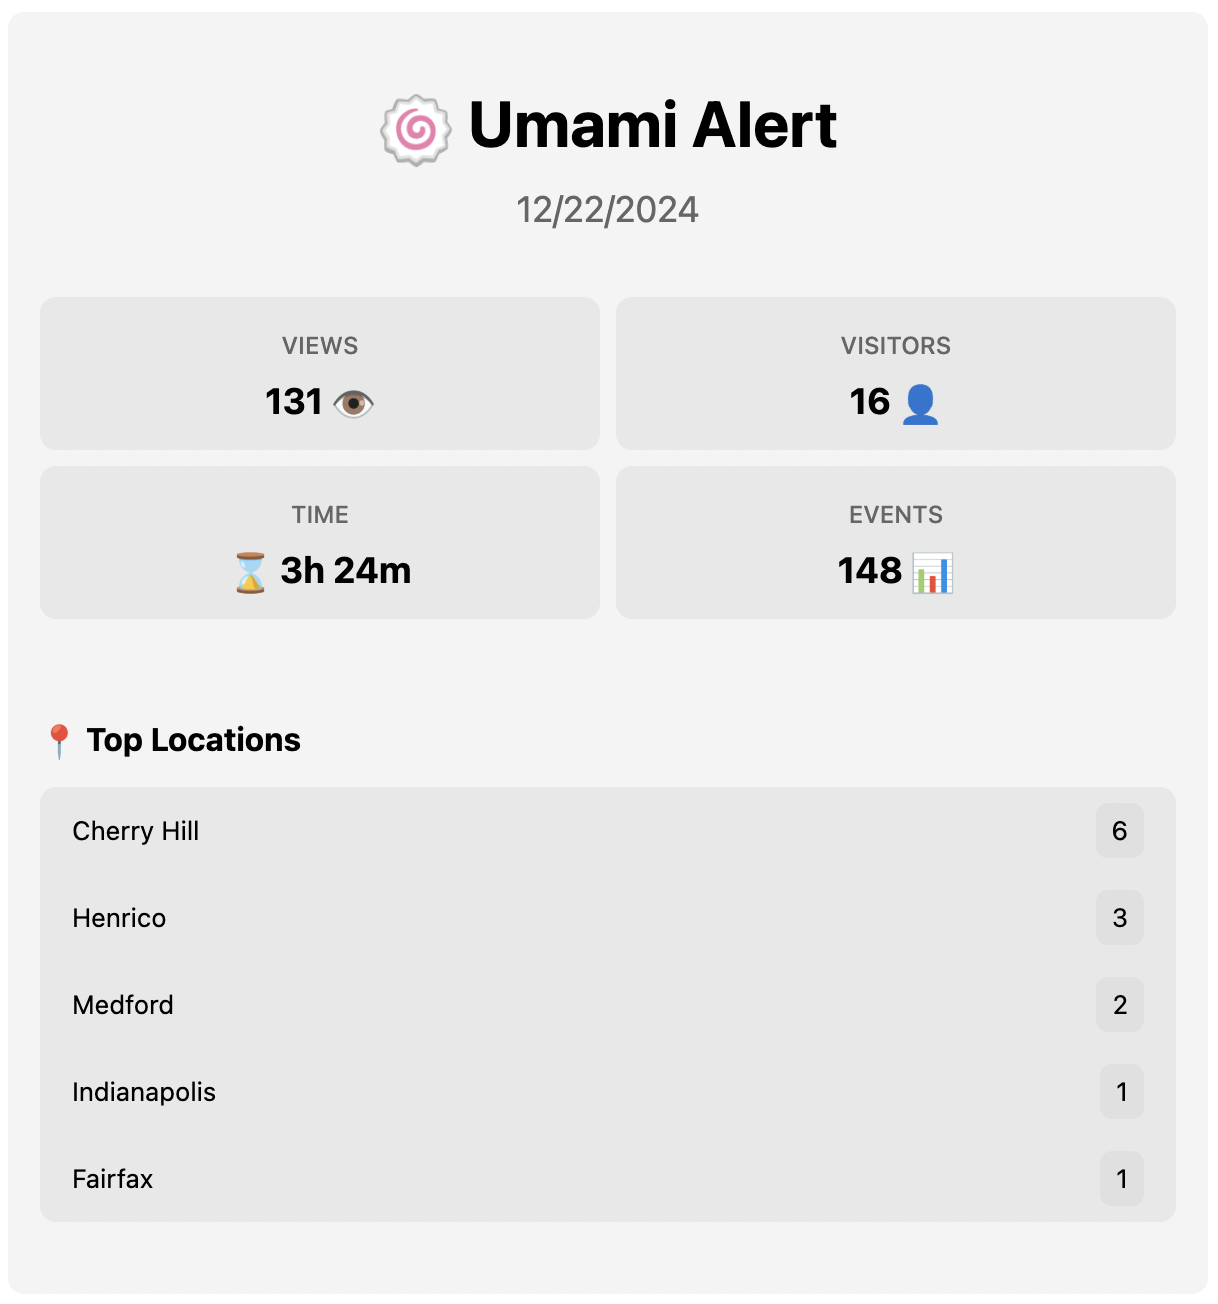 🍥 Umami Alert
12/22/2024
VIEWS
131 👁️
VISITORS
16 👤
TIME
⌛ 3h 24m
EVENTS
148 📊
📍 Top Locations
Cherry Hill 6
Henrico 3
Medford 2
Indianapolis 1
Fairfax 1